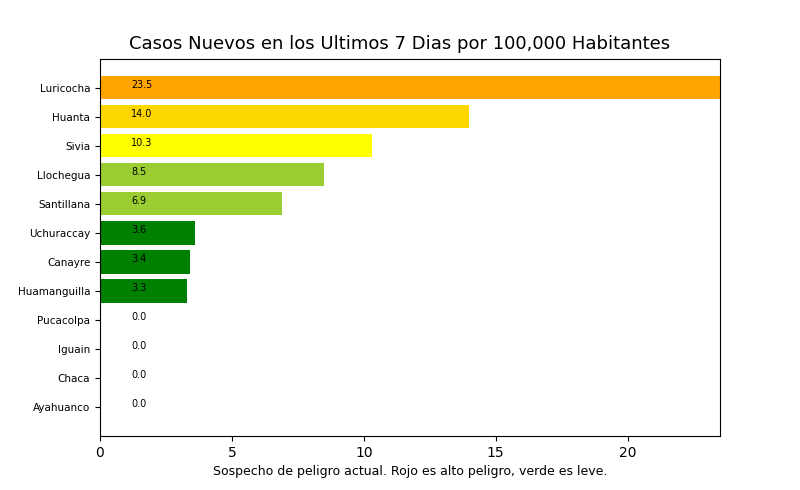 Casos Nuevos en los Ultimos 7 Dias por 100,000 Habitantes
Luricocha 23.5
Huanta 14.0
Sivia 10.3
Llochegua 8.5
Santillana 6.9
Uchuraccay 3.6
Canayre 3.4
Huamanguilla 3.3
Pucacolpa 0.0
Iguain 0.0
Chaca 0.0
Ayahuanco 0.0
0 5 10 15 20
Sospecho de peligro actual. Rojo es alto peligro, verde es leve.